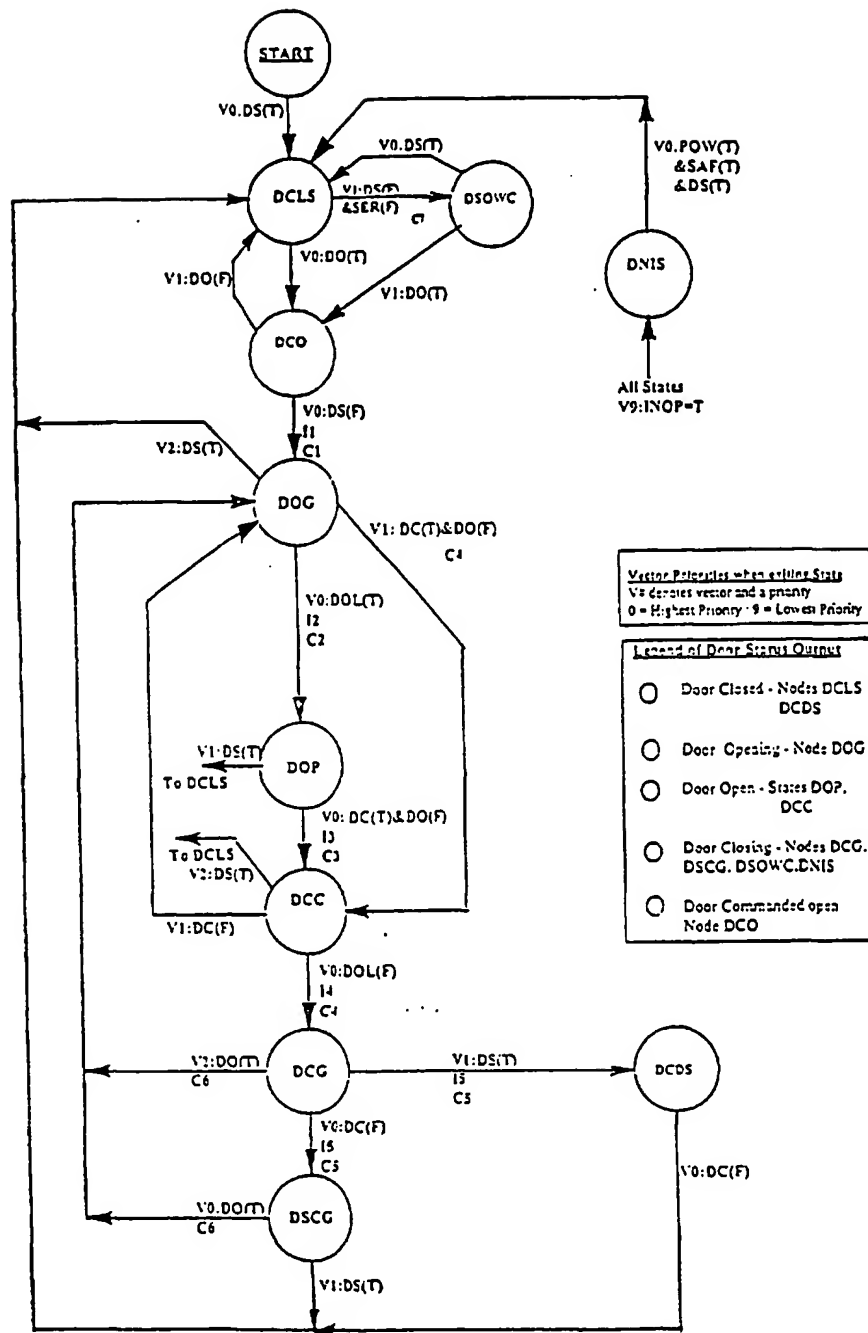 START
V0.DS(T)
V0.DS(T)
DCLS
V1:DS(F)
&SER(F)
C7
DSOWC
V0.POW(T)
&SAF(T)
&DS(T)
DNIS
V0:DO(T)
V1:DO(F)
V1:DO(T)
DCO
All States
V9:INOP=T
V0:DS(F)
I1
C1
V2:DS(T)
DOG
V1: DC(T)&DO(F)
C4
V0:DOL(T)
I2
C2
Vector Priorities when exiting State
V# denotes vector and a priority
0 = Highest Priority · 9 = Lowest Priority
Legend of Door Status Output
Door Closed - Nodes DCLS
DCDS
Door Opening - Node DOG
Door Open - States DOP,
DCC
Door Closing - Nodes DCG,
DSCG, DSOWC,DNIS
Door Commanded open
Node DCO
V1:DS(T)
To DCLS
DOP
V0: DC(T)&DO(F)
I3
C3
To DCLS
V2:DS(T)
DCC
V1:DC(F)
V0:DOL(F)
I4
C4
V2:DO(T)
C6
DCG
V1:DS(T)
I5
C5
DCDS
V0:DC(F)
I5
C5
V0:DC(F)
V0.DO(T)
C6
DSCG
V1:DS(T)